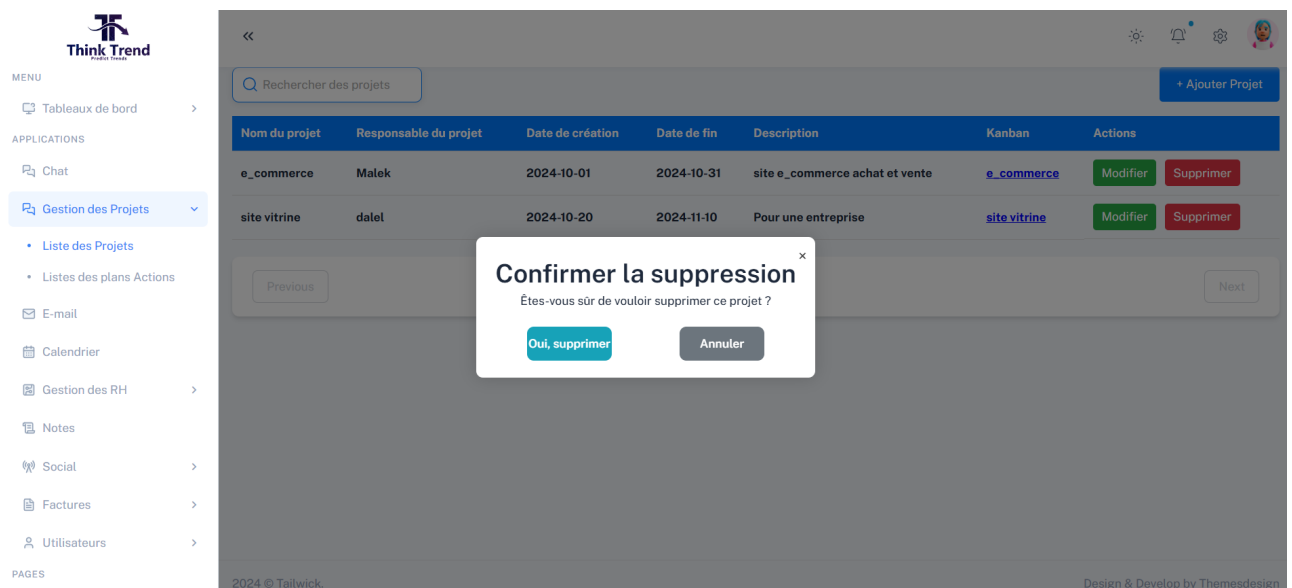 Think Trend
Predict Trends
MENU
Tableaux de bord
APPLICATIONS
Chat
Gestion des Projets
Liste des Projets
Listes des plans Actions
E-mail
Calendrier
Gestion des RH
Notes
Social
Factures
Utilisateurs
PAGES
Rechercher des projets
+ Ajouter Projet
Nom du projet Responsable du projet Date de création Date de fin Description Kanban Actions
e_commerce Malek 2024-10-01 2024-10-31 site e_commerce achat et vente e_commerce Modifier Supprimer
site vitrine dalel 2024-10-20 2024-11-10 Pour une entreprise site vitrine Modifier Supprimer
Previous
Next
×
Confirmer la suppression
Êtes-vous sûr de vouloir supprimer ce projet ?
Oui, supprimer
Annuler
2024 © Tailwick.
Design & Develop by Themesdesign